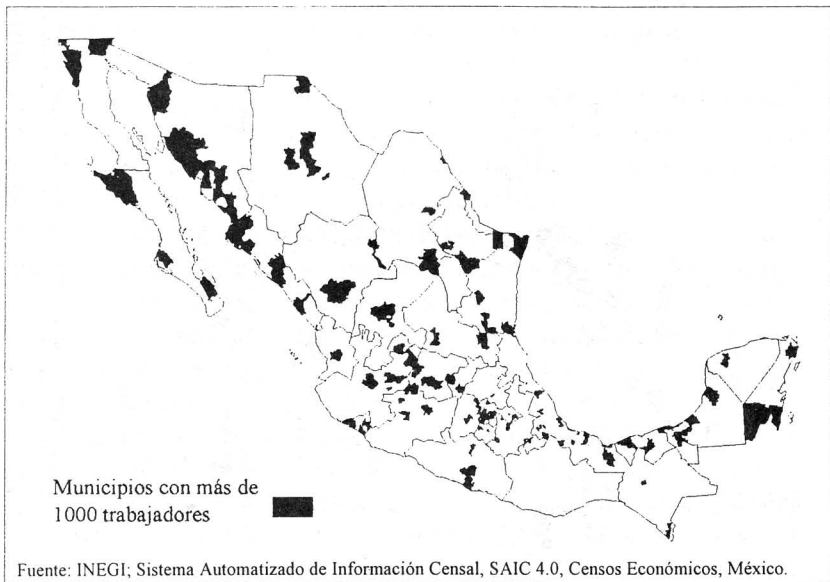 Municipios con más de
1000 trabajadores
Fuente: INEGI; Sistema Automatizado de Información Censal, SAIC 4.0, Censos Económicos, México.